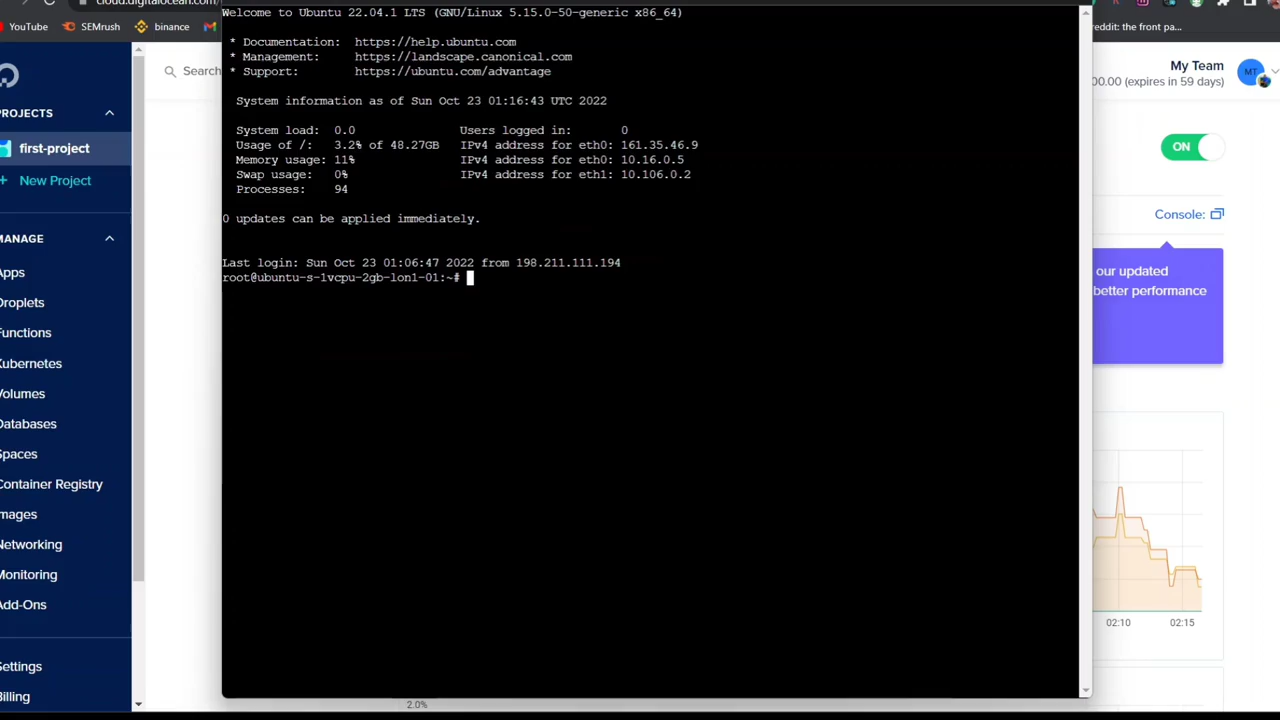 cloud.digitalocean.com/
YouTube
SEMrush
binance
reddit: the front pa...
Search
My Team
MT
00.00 (expires in 59 days)
PROJECTS
first-project
+ New Project
MANAGE
Apps
Droplets
Functions
Kubernetes
Volumes
Databases
Spaces
Container Registry
Images
Networking
Monitoring
Add-Ons
Settings
Billing
Welcome to Ubuntu 22.04.1 LTS (GNU/Linux 5.15.0-50-generic x86_64)
* Documentation: https://help.ubuntu.com
* Management: https://landscape.canonical.com
* Support: https://ubuntu.com/advantage
System information as of Sun Oct 23 01:16:43 UTC 2022
System load: 0.0 Users logged in: 0
Usage of /: 3.2% of 48.27GB IPv4 address for eth0: 161.35.46.9
Memory usage: 11% IPv4 address for eth0: 10.16.0.5
Swap usage: 0% IPv4 address for eth1: 10.106.0.2
Processes: 94
0 updates can be applied immediately.
Last login: Sun Oct 23 01:06:47 2022 from 198.211.111.194
root@ubuntu-s-1vcpu-2gb-lon1-01:~#
ON
Console:
our updated
better performance
02:10 02:15
2.0%